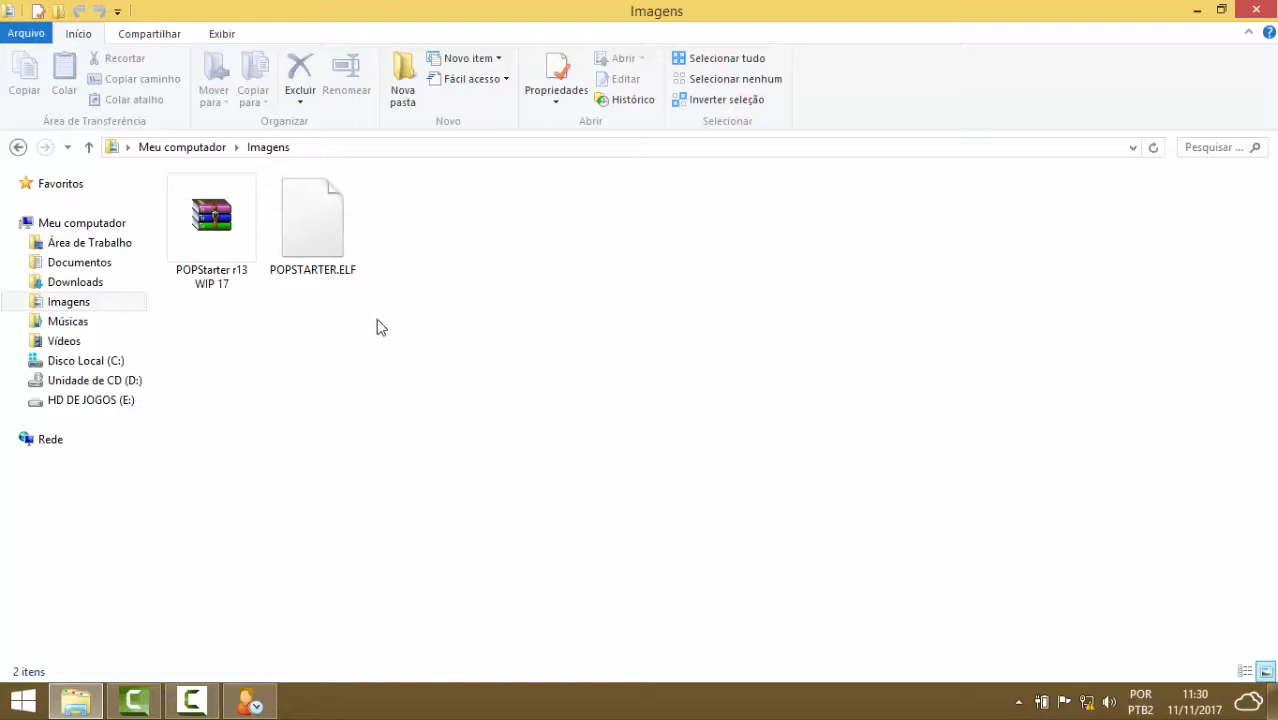 Imagens
Arquivo Início Compartilhar Exibir
Copiar
Colar
Recortar
Copiar caminho
Colar atalho
Área de Transferência
Mover para
Copiar para
Excluir
Renomear
Organizar
Nova pasta
Novo item
Fácil acesso
Novo
Propriedades
Abrir
Editar
Histórico
Abrir
Selecionar tudo
Selecionar nenhum
Inverter seleção
Selecionar
Meu computador Imagens
Pesquisar ...
Favoritos
Meu computador
Área de Trabalho
Documentos
Downloads
Imagens
Músicas
Vídeos
Disco Local (C:)
Unidade de CD (D:)
HD DE JOGOS (E:)
Rede
POPStarter r13
WIP 17
POPSTARTER.ELF
2 itens
POR
PTB2
11:30
11/11/2017